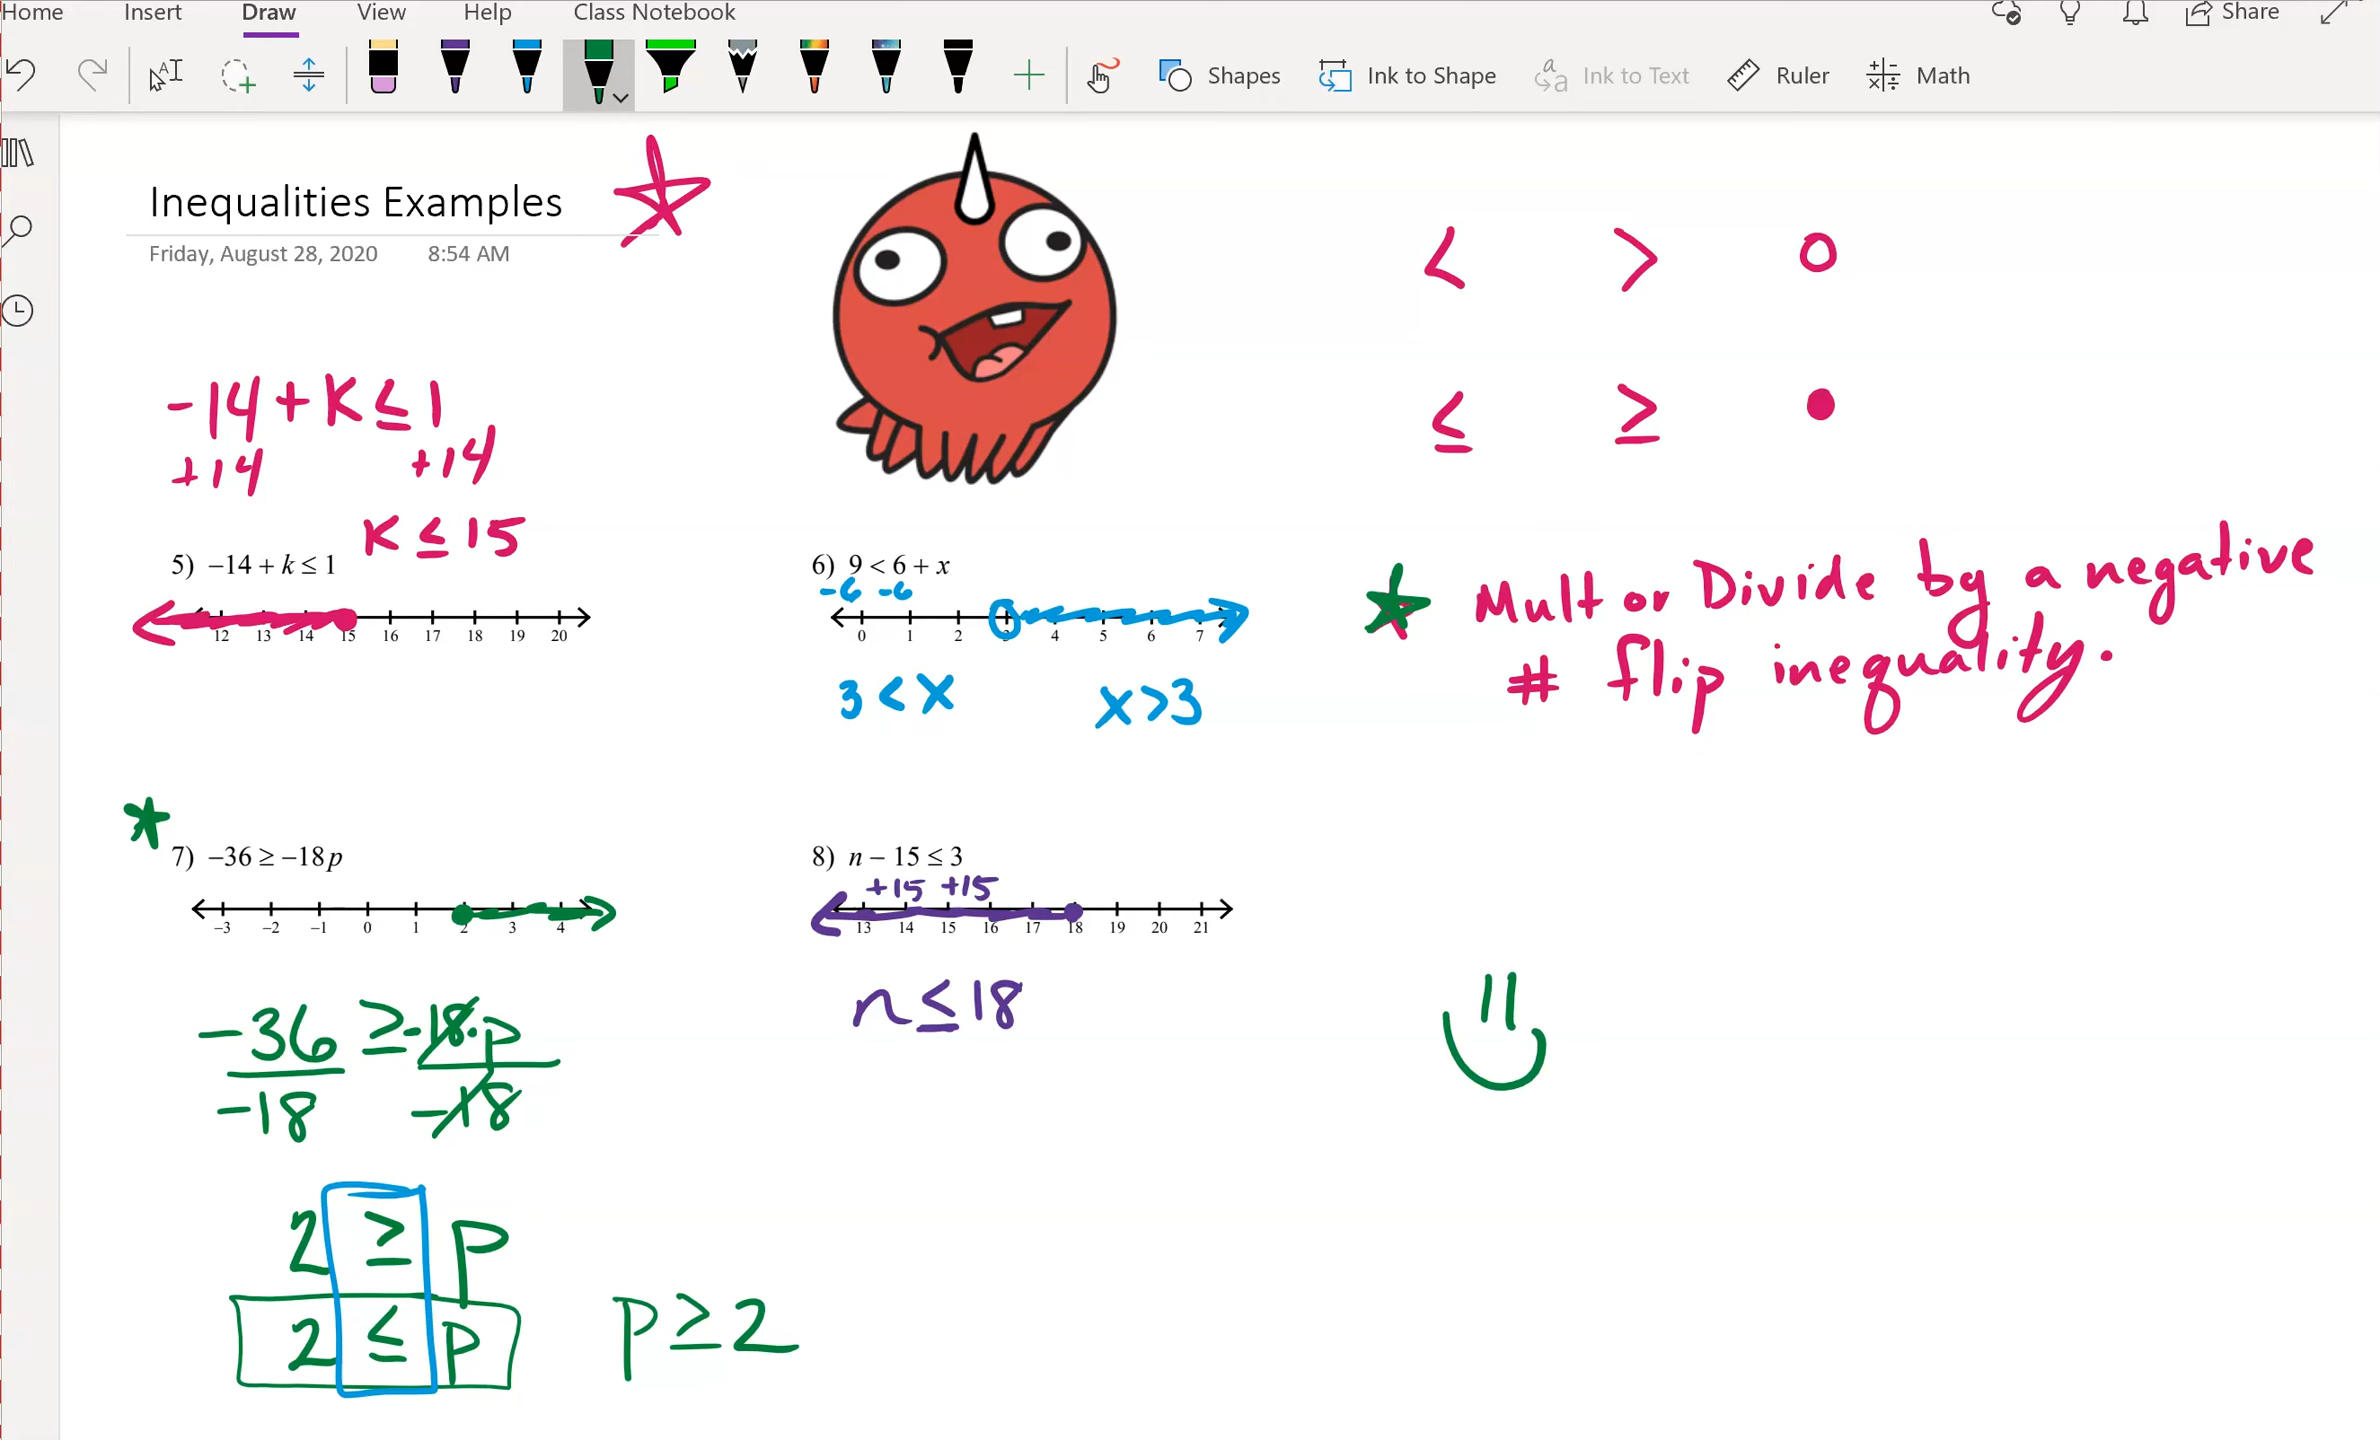 Home Insert Draw View Help Class Notebook Share
Shapes Ink to Shape Ink to Text Ruler Math
Inequalities Examples
Friday, August 28, 2020 8:54 AM
< > o
≤ ≥ •
-14 + K ≤ 1
+14 +14
K ≤ 15
5) −14 + k ≤ 1
12 13 14 15 16 17 18 19 20
6) 9 < 6 + x
-6 -6
0 1 2 3 4 5 6 7
3 < x x > 3
* Mult or Divide by a negative
# flip inequality.
* 7) −36 ≥ −18p
−3 −2 −1 0 1 2 3 4
8) n − 15 ≤ 3
+15 +15
13 14 15 16 17 18 19 20 21
n ≤ 18
-36 ≥ -18·p
-18 -18
2 ≥ p
2 ≤ p p ≥ 2